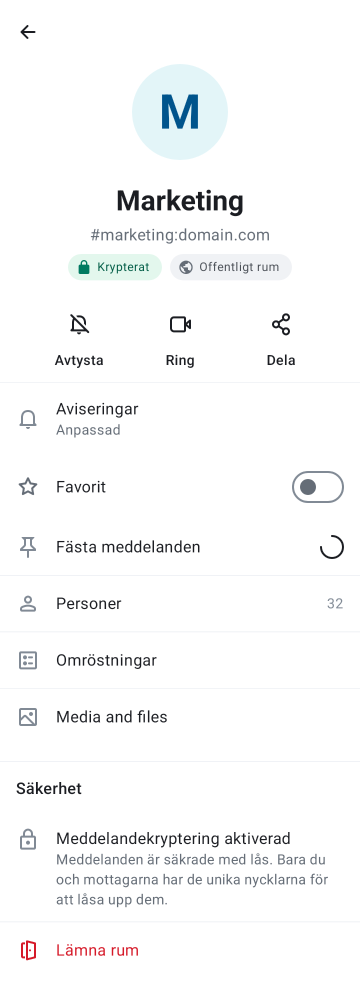 M
Marketing
#marketing:domain.com
Krypterat
Offentligt rum
Avtysta
Ring
Dela
Aviseringar
Anpassad
Favorit
Fästa meddelanden
Personer
32
Omröstningar
Media and files
Säkerhet
Meddelandekryptering aktiverad
Meddelanden är säkrade med lås. Bara du
och mottagarna har de unika nycklarna för
att låsa upp dem.
Lämna rum